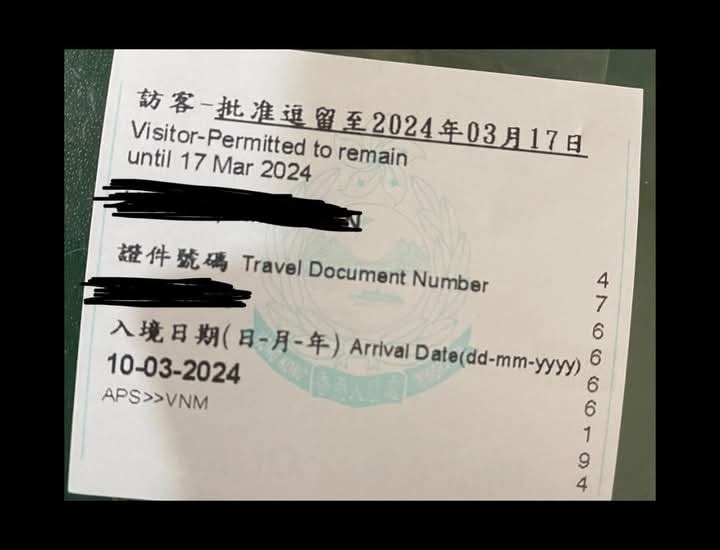 訪客-批准逗留至2024年03月17日
Visitor-Permitted to remain
until 17 Mar 2024
證件號碼 Travel Document Number
入境日期(日-月-年) Arrival Date(dd-mm-yyyy)
10-03-2024
APS>>VNM
4
7
6
6
6
6
1
9
4